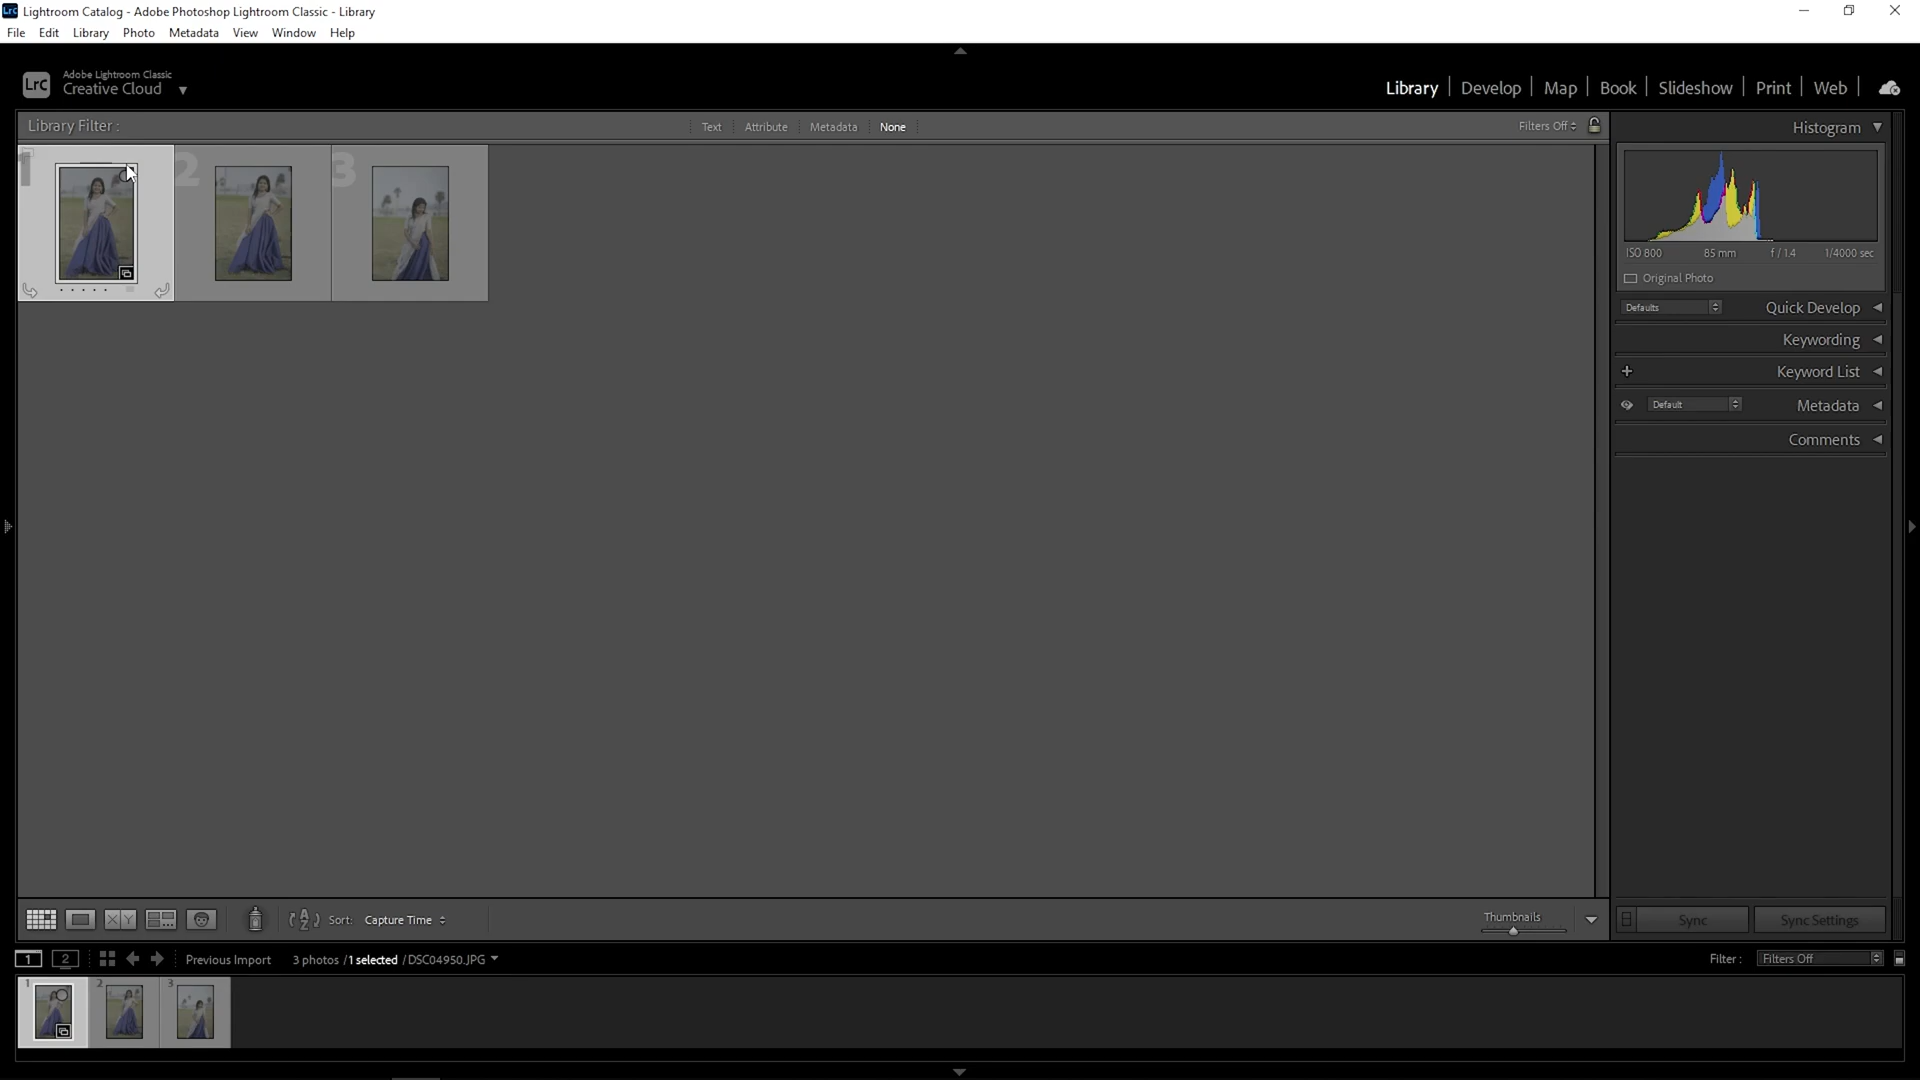 Lightroom Catalog - Adobe Photoshop Lightroom Classic - Library
File Edit Library Photo Metadata View Window Help
LrC
Adobe Lightroom Classic
Creative Cloud
Library Develop Map Book Slideshow Print Web
Library Filter :
Text Attribute Metadata None
Filters Off
Histogram
1 2 3
ISO 800 85 mm f / 1.4 1/4000 sec
Original Photo
Defaults Quick Develop
Keywording
Keyword List
Default Metadata
Comments
X Y
Sort: Capture Time
Thumbnails
Sync Sync Settings
1 2 Previous Import 3 photos / 1 selected / DSC04950.JPG
Filter : Filters Off
1 2 3